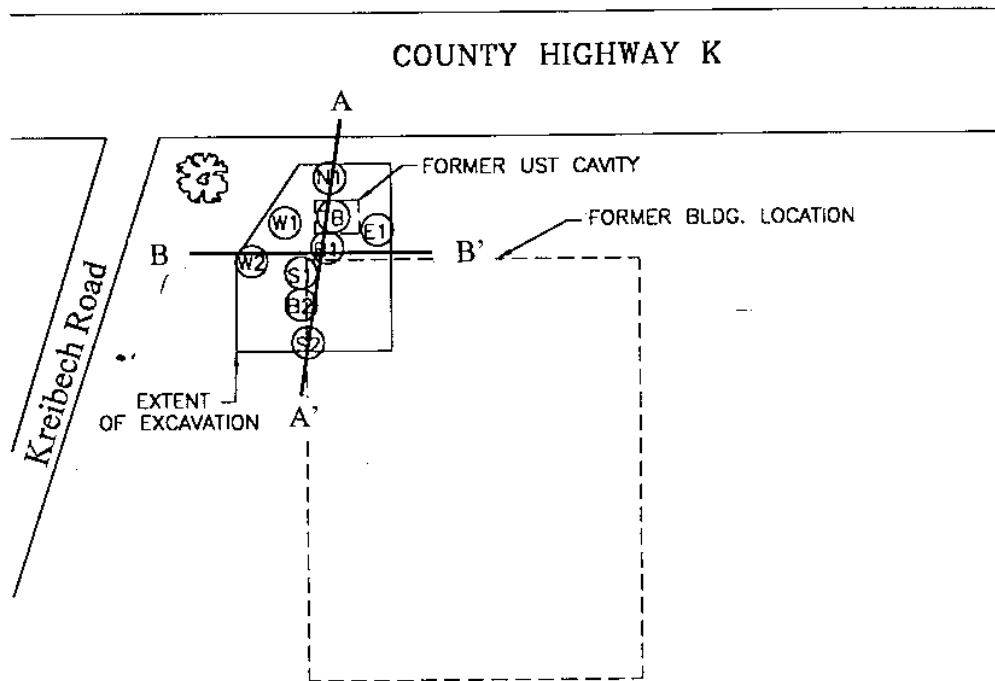 COUNTY HIGHWAY K
A
FORMER UST CAVITY
N1
FORMER BLDG. LOCATION
W1
TB
E1
B
B1
B'
W2
S1
B2
S2
EXTENT
OF EXCAVATION
A'
Kreibech Road